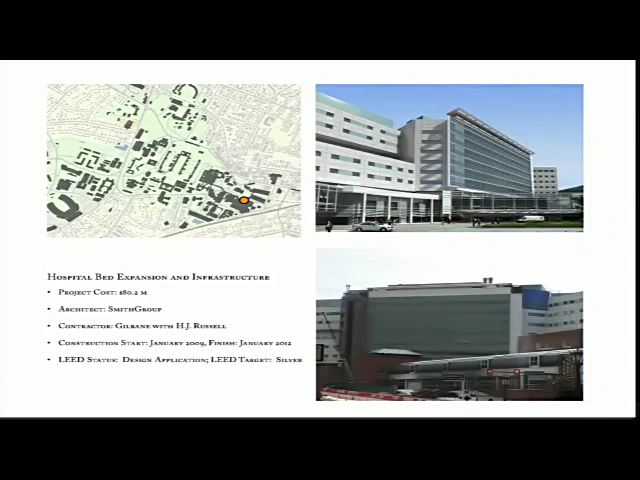 Hospital Bed Expansion and Infrastructure
• Project Cost: $80.2 M
• Architect: SmithGroup
• Contractor: Gilbane with H.J. Russell
• Construction Start: January 2009, Finish: January 2012
• LEED Status: Design Application; LEED Target: Silver